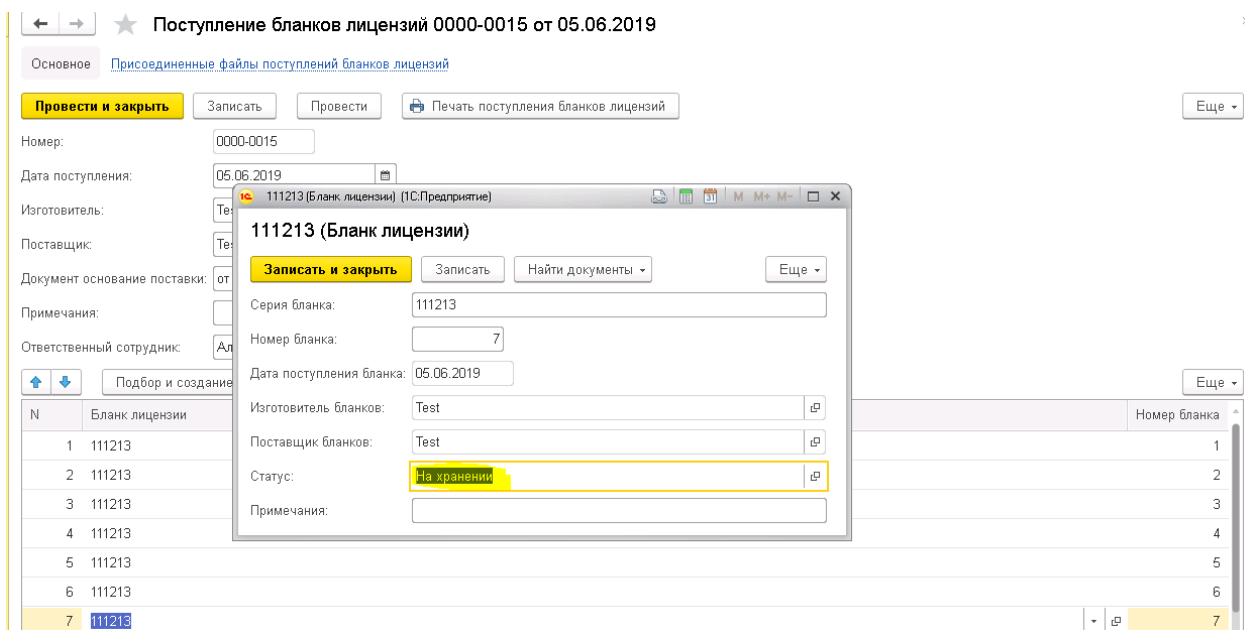 Поступление бланков лицензий 0000-0015 от 05.06.2019
Основное Присоединенные файлы поступлений бланков лицензий
Провести и закрыть Записать Провести Печать поступления бланков лицензий Еще
Номер: 0000-0015
Дата поступления: 05.06.2019
Изготовитель:
Поставщик:
Документ основание поставки: от
Примечания:
Ответственный сотрудник:
Подбор и создание Еще
111213 (Бланк лицензии) (1С:Предприятие) 31 M M+ M-
111213 (Бланк лицензии)
Записать и закрыть Записать Найти документы Еще
Серия бланка: 111213
Номер бланка: 7
Дата поступления бланка: 05.06.2019
Изготовитель бланков: Test
Поставщик бланков: Test
Статус: На хранении
Примечания:
N Бланк лицензии Номер бланка
1 111213 1
2 111213 2
3 111213 3
4 111213 4
5 111213 5
6 111213 6
7 111213 7